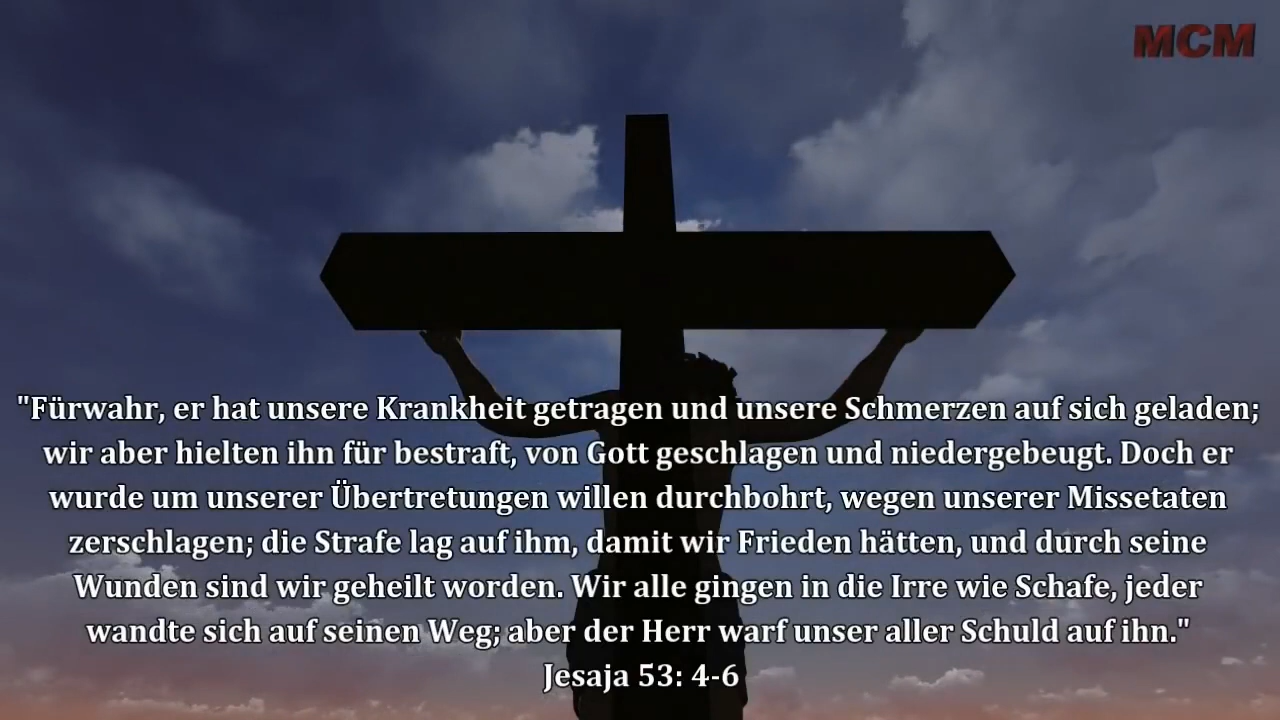 MCM
"Fürwahr, er hat unsere Krankheit getragen und unsere Schmerzen auf sich geladen;
wir aber hielten ihn für bestraft, von Gott geschlagen und niedergebeugt. Doch er
wurde um unserer Übertretungen willen durchbohrt, wegen unserer Missetaten
zerschlagen; die Strafe lag auf ihm, damit wir Frieden hätten, und durch seine
Wunden sind wir geheilt worden. Wir alle gingen in die Irre wie Schafe, jeder
wandte sich auf seinen Weg; aber der Herr warf unser aller Schuld auf ihn."
Jesaja 53: 4-6